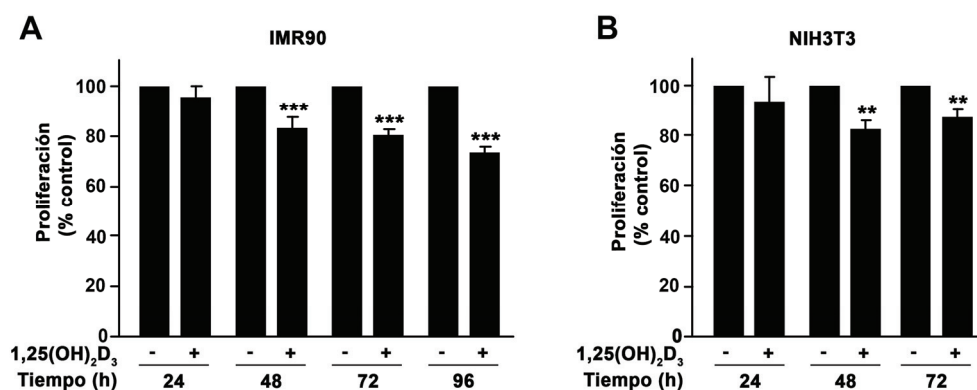 A
IMR90
Proliferación
(% control)
100
80
60
40
20
0
*** *** ***
1,25(OH)₂D₃ - + - + - + - +
Tiempo (h) 24 48 72 96
B
NIH3T3
Proliferación
(% control)
100
80
60
40
20
0
** **
1,25(OH)₂D₃ - + - + - +
Tiempo (h) 24 48 72